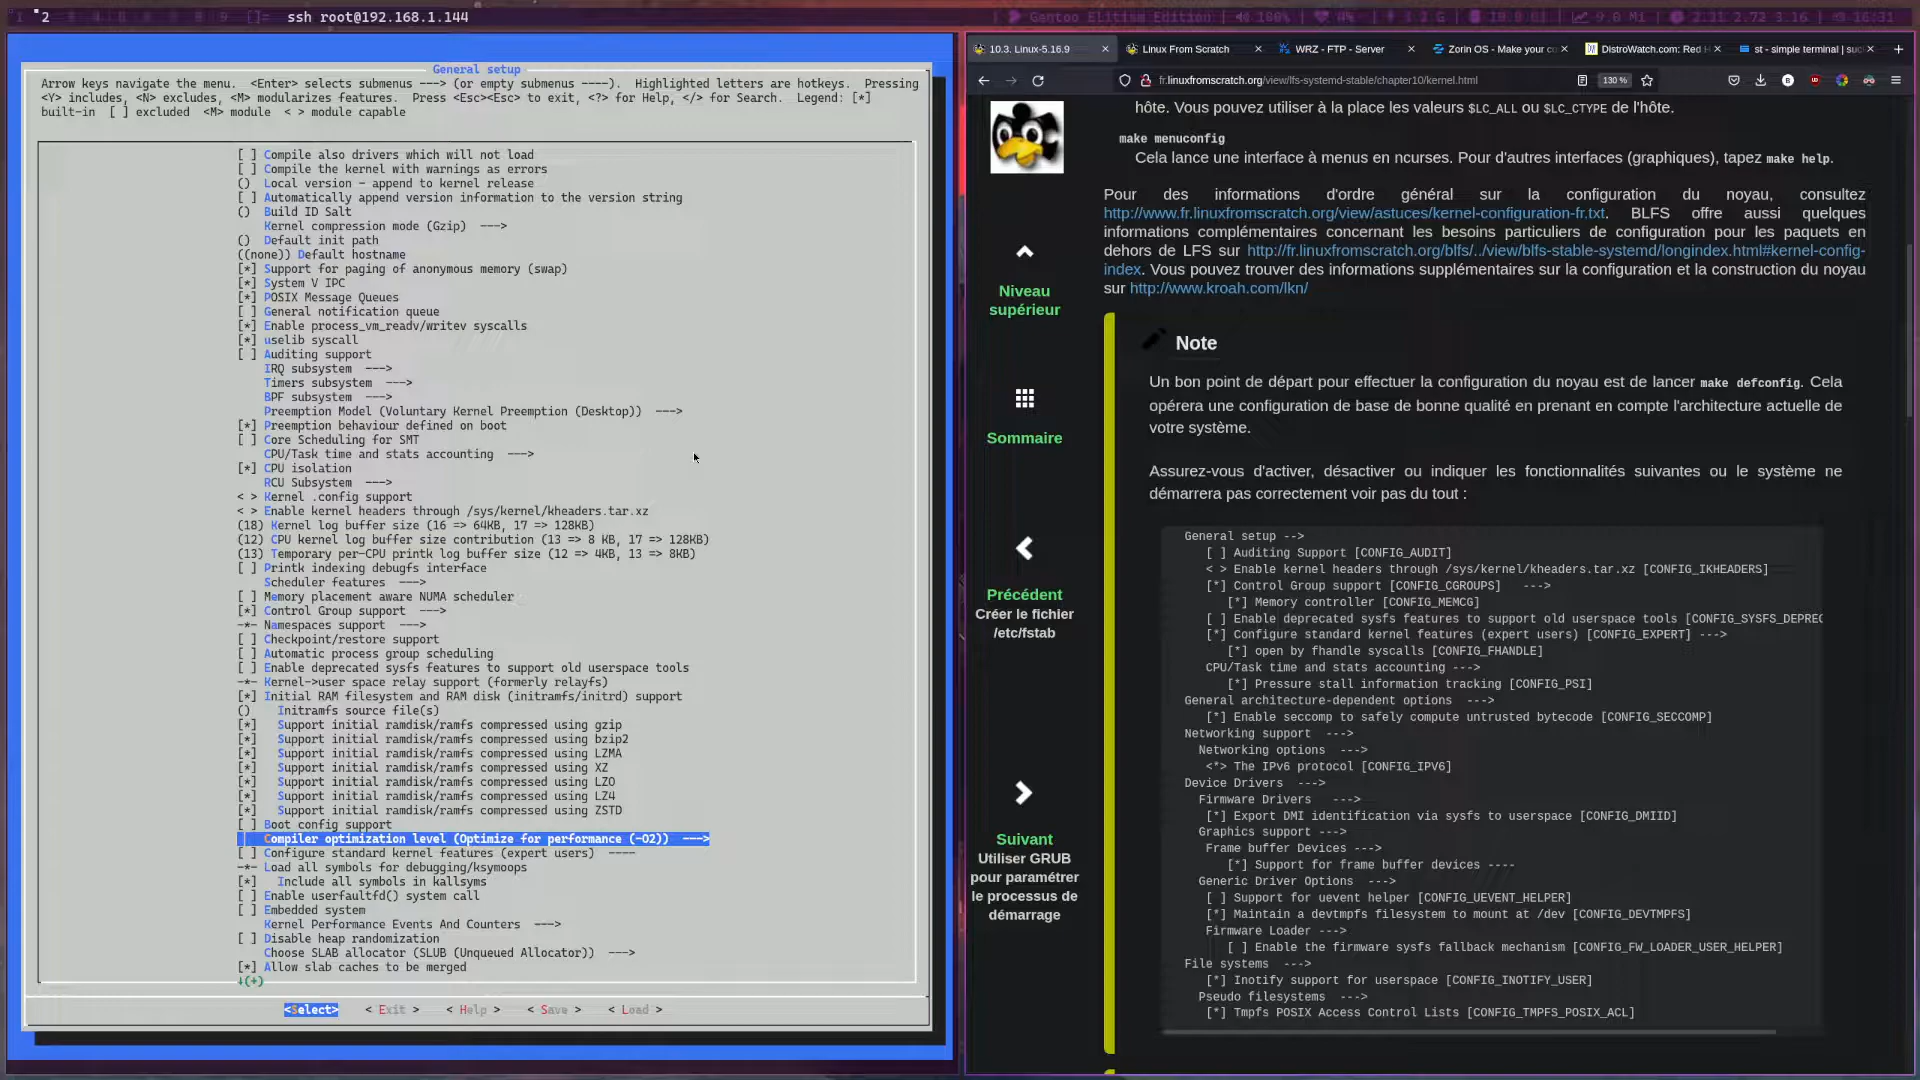 2
ssh root@192.168.1.144
Gentoo Elitism Edition
General setup
Arrow keys navigate the menu.  <Enter> selects submenus ---> (or empty submenus ----).  Highlighted letters are hotkeys.  Pressing
<Y> includes, <N> excludes, <M> modularizes features.  Press <Esc><Esc> to exit, <?> for Help, </> for Search.  Legend: [*]
built-in  [ ] excluded  <M> module  < > module capable
[ ] Compile also drivers which will not load
[ ] Compile the kernel with warnings as errors
() Local version - append to kernel release
[ ] Automatically append version information to the version string
() Build ID Salt
Kernel compression mode (Gzip)  --->
() Default init path
((none)) Default hostname
[*] Support for paging of anonymous memory (swap)
[*] System V IPC
[*] POSIX Message Queues
[ ] General notification queue
[*] Enable process_vm_readv/writev syscalls
[*] uselib syscall
[ ] Auditing support
IRQ subsystem  --->
Timers subsystem  --->
BPF subsystem  --->
Preemption Model (Voluntary Kernel Preemption (Desktop))  --->
[*] Preemption behaviour defined on boot
[ ] Core Scheduling for SMT
CPU/Task time and stats accounting  --->
[*] CPU isolation
RCU Subsystem  --->
< > Kernel .config support
< > Enable kernel headers through /sys/kernel/kheaders.tar.xz
(18) Kernel log buffer size (16 => 64KB, 17 => 128KB)
(12) CPU kernel log buffer size contribution (13 => 8 KB, 17 => 128KB)
(13) Temporary per-CPU printk log buffer size (12 => 4KB, 13 => 8KB)
[ ] Printk indexing debugfs interface
Scheduler features  --->
[ ] Memory placement aware NUMA scheduler
[*] Control Group support  --->
-*- Namespaces support  --->
[ ] Checkpoint/restore support
[ ] Automatic process group scheduling
[ ] Enable deprecated sysfs features to support old userspace tools
-*- Kernel->user space relay support (formerly relayfs)
[*] Initial RAM filesystem and RAM disk (initramfs/initrd) support
() Initramfs source file(s)
[*] Support initial ramdisk/ramfs compressed using gzip
[*] Support initial ramdisk/ramfs compressed using bzip2
[*] Support initial ramdisk/ramfs compressed using LZMA
[*] Support initial ramdisk/ramfs compressed using XZ
[*] Support initial ramdisk/ramfs compressed using LZO
[*] Support initial ramdisk/ramfs compressed using LZ4
[*] Support initial ramdisk/ramfs compressed using ZSTD
[ ] Boot config support
Compiler optimization level (Optimize for performance (-O2))  --->
[ ] Configure standard kernel features (expert users)  ----
-*- Load all symbols for debugging/ksymoops
[*] Include all symbols in kallsyms
[ ] Enable userfaultfd() system call
[ ] Embedded system
Kernel Performance Events And Counters  --->
[ ] Disable heap randomization
Choose SLAB allocator (SLUB (Unqueued Allocator))  --->
[*] Allow slab caches to be merged
↓(+)
<Select>    < Exit >    < Help >    < Save >    < Load >
10.3. Linux-5.16.9
Linux From Scratch
WRZ - FTP - Server
Zorin OS - Make your co
DistroWatch.com: Red H
st - simple terminal | suc
fr.linuxfromscratch.org/view/lfs-systemd-stable/chapter10/kernel.html
130 %
hôte. Vous pouvez utiliser à la place les valeurs $LC_ALL ou $LC_CTYPE de l'hôte.
make menuconfig
Cela lance une interface à menus en ncurses. Pour d'autres interfaces (graphiques), tapez make help.
Pour des informations d'ordre général sur la configuration du noyau, consultez
http://www.fr.linuxfromscratch.org/view/astuces/kernel-configuration-fr.txt. BLFS offre aussi quelques
informations complémentaires concernant les besoins particuliers de configuration pour les paquets en
dehors de LFS sur http://fr.linuxfromscratch.org/blfs/../view/blfs-stable-systemd/longindex.html#kernel-config-
index. Vous pouvez trouver des informations supplémentaires sur la configuration et la construction du noyau
sur http://www.kroah.com/lkn/
Niveau
supérieur
Sommaire
Précédent
Créer le fichier
/etc/fstab
Suivant
Utiliser GRUB
pour paramétrer
le processus de
démarrage
Note
Un bon point de départ pour effectuer la configuration du noyau est de lancer make defconfig. Cela
opérera une configuration de base de bonne qualité en prenant en compte l'architecture actuelle de
votre système.
Assurez-vous d'activer, désactiver ou indiquer les fonctionnalités suivantes ou le système ne
démarrera pas correctement voir pas du tout :
General setup -->
[ ] Auditing Support [CONFIG_AUDIT]
< > Enable kernel headers through /sys/kernel/kheaders.tar.xz [CONFIG_IKHEADERS]
[*] Control Group support [CONFIG_CGROUPS]   --->
[*] Memory controller [CONFIG_MEMCG]
[ ] Enable deprecated sysfs features to support old userspace tools [CONFIG_SYSFS_DEPREC
[*] Configure standard kernel features (expert users) [CONFIG_EXPERT] --->
[*] open by fhandle syscalls [CONFIG_FHANDLE]
CPU/Task time and stats accounting --->
[*] Pressure stall information tracking [CONFIG_PSI]
General architecture-dependent options  --->
[*] Enable seccomp to safely compute untrusted bytecode [CONFIG_SECCOMP]
Networking support  --->
Networking options  --->
<*> The IPv6 protocol [CONFIG_IPV6]
Device Drivers  --->
Firmware Drivers   --->
[*] Export DMI identification via sysfs to userspace [CONFIG_DMIID]
Graphics support --->
Frame buffer Devices --->
[*] Support for frame buffer devices ----
Generic Driver Options  --->
[ ] Support for uevent helper [CONFIG_UEVENT_HELPER]
[*] Maintain a devtmpfs filesystem to mount at /dev [CONFIG_DEVTMPFS]
Firmware Loader --->
[ ] Enable the firmware sysfs fallback mechanism [CONFIG_FW_LOADER_USER_HELPER]
File systems  --->
[*] Inotify support for userspace [CONFIG_INOTIFY_USER]
Pseudo filesystems  --->
[*] Tmpfs POSIX Access Control Lists [CONFIG_TMPFS_POSIX_ACL]